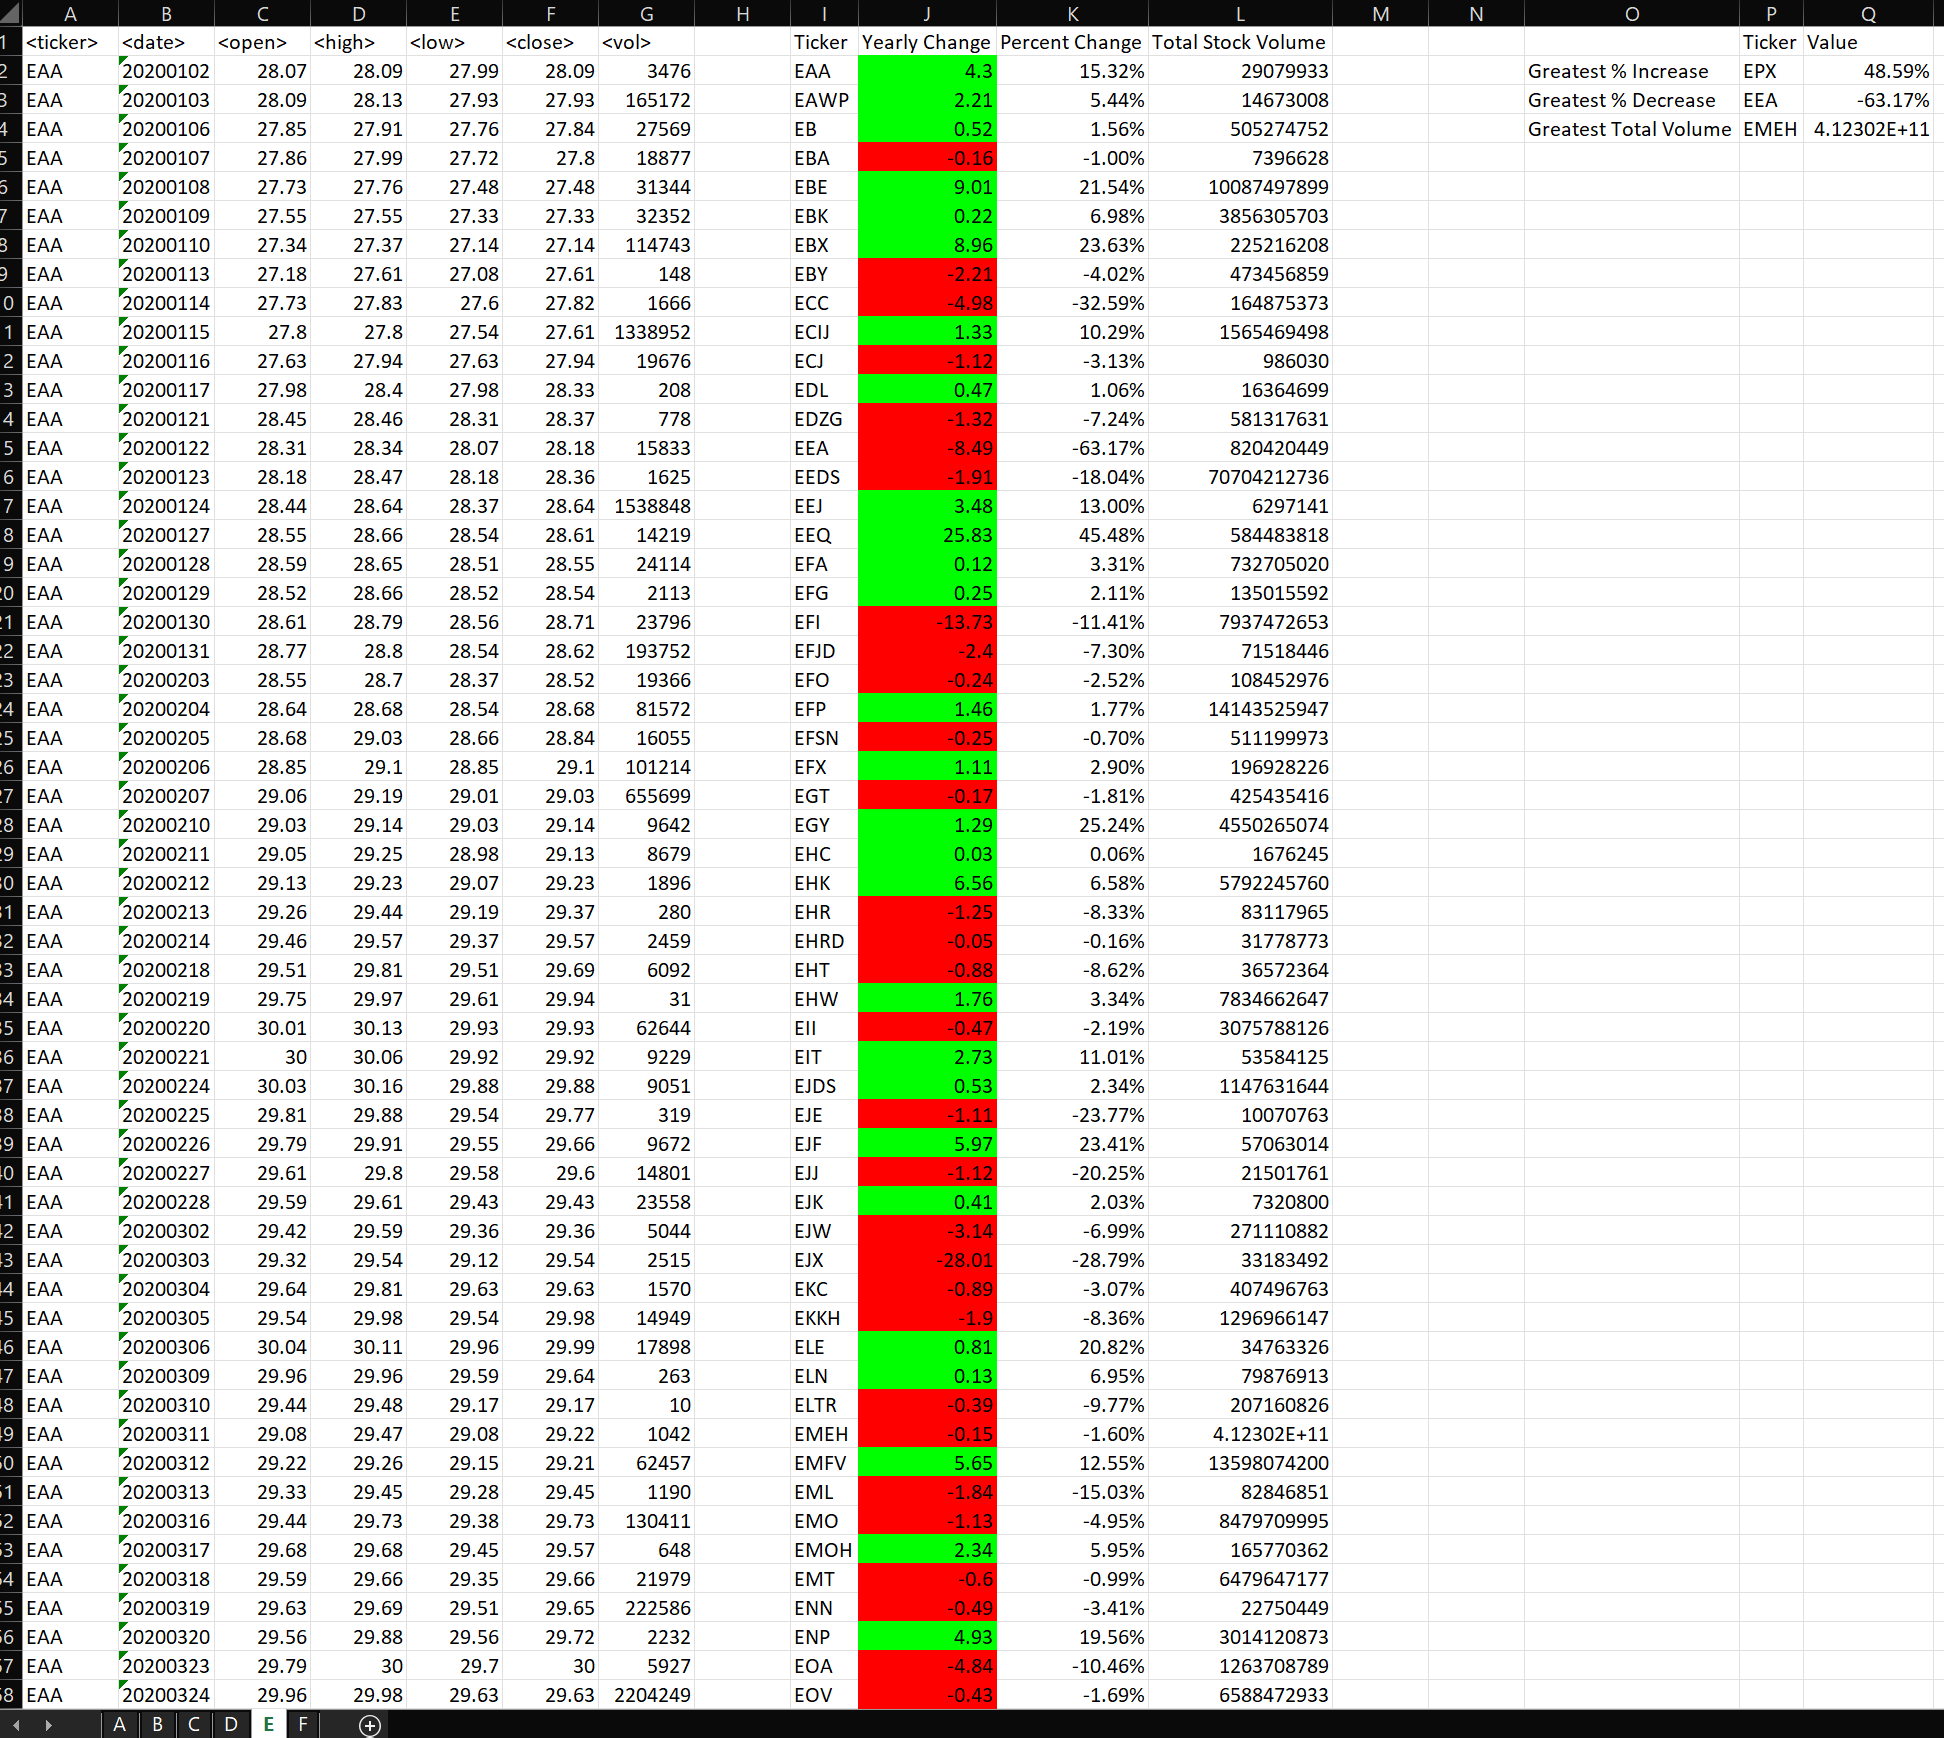 A B C D E F G H I J K L M N O P Q
1 <ticker> <date> <open> <high> <low> <close> <vol> Ticker Yearly Change Percent Change Total Stock Volume Ticker Value
2 EAA 20200102 28.07 28.09 27.99 28.09 3476 EAA 4.3 15.32% 29079933 Greatest % Increase EPX 48.59%
3 EAA 20200103 28.09 28.13 27.93 27.93 165172 EAWP 2.21 5.44% 14673008 Greatest % Decrease EEA -63.17%
4 EAA 20200106 27.85 27.91 27.76 27.84 27569 EB 0.52 1.56% 505274752 Greatest Total Volume EMEH 4.12302E+11
5 EAA 20200107 27.86 27.99 27.72 27.8 18877 EBA -0.16 -1.00% 7396628
6 EAA 20200108 27.73 27.76 27.48 27.48 31344 EBE 9.01 21.54% 10087497899
7 EAA 20200109 27.55 27.55 27.33 27.33 32352 EBK 0.22 6.98% 3856305703
8 EAA 20200110 27.34 27.37 27.14 27.14 114743 EBX 8.96 23.63% 225216208
9 EAA 20200113 27.18 27.61 27.08 27.61 148 EBY -2.21 -4.02% 473456859
0 EAA 20200114 27.73 27.83 27.6 27.82 1666 ECC -4.98 -32.59% 164875373
1 EAA 20200115 27.8 27.8 27.54 27.61 1338952 ECIJ 1.33 10.29% 1565469498
2 EAA 20200116 27.63 27.94 27.63 27.94 19676 ECJ -1.12 -3.13% 986030
3 EAA 20200117 27.98 28.4 27.98 28.33 208 EDL 0.47 1.06% 16364699
4 EAA 20200121 28.45 28.46 28.31 28.37 778 EDZG -1.32 -7.24% 581317631
5 EAA 20200122 28.31 28.34 28.07 28.18 15833 EEA -8.49 -63.17% 820420449
6 EAA 20200123 28.18 28.47 28.18 28.36 1625 EEDS -1.91 -18.04% 70704212736
7 EAA 20200124 28.44 28.64 28.37 28.64 1538848 EEJ 3.48 13.00% 6297141
8 EAA 20200127 28.55 28.66 28.54 28.61 14219 EEQ 25.83 45.48% 584483818
9 EAA 20200128 28.59 28.65 28.51 28.55 24114 EFA 0.12 3.31% 732705020
20 EAA 20200129 28.52 28.66 28.52 28.54 2113 EFG 0.25 2.11% 135015592
21 EAA 20200130 28.61 28.79 28.56 28.71 23796 EFI -13.73 -11.41% 7937472653
22 EAA 20200131 28.77 28.8 28.54 28.62 193752 EFJD -2.4 -7.30% 71518446
23 EAA 20200203 28.55 28.7 28.37 28.52 19366 EFO -0.24 -2.52% 108452976
24 EAA 20200204 28.64 28.68 28.54 28.68 81572 EFP 1.46 1.77% 14143525947
25 EAA 20200205 28.68 29.03 28.66 28.84 16055 EFSN -0.25 -0.70% 511199973
26 EAA 20200206 28.85 29.1 28.85 29.1 101214 EFX 1.11 2.90% 196928226
27 EAA 20200207 29.06 29.19 29.01 29.03 655699 EGT -0.17 -1.81% 425435416
28 EAA 20200210 29.03 29.14 29.03 29.14 9642 EGY 1.29 25.24% 4550265074
29 EAA 20200211 29.05 29.25 28.98 29.13 8679 EHC 0.03 0.06% 1676245
30 EAA 20200212 29.13 29.23 29.07 29.23 1896 EHK 6.56 6.58% 5792245760
31 EAA 20200213 29.26 29.44 29.19 29.37 280 EHR -1.25 -8.33% 83117965
32 EAA 20200214 29.46 29.57 29.37 29.57 2459 EHRD -0.05 -0.16% 31778773
33 EAA 20200218 29.51 29.81 29.51 29.69 6092 EHT -0.88 -8.62% 36572364
34 EAA 20200219 29.75 29.97 29.61 29.94 31 EHW 1.76 3.34% 7834662647
35 EAA 20200220 30.01 30.13 29.93 29.93 62644 EII -0.47 -2.19% 3075788126
36 EAA 20200221 30 30.06 29.92 29.92 9229 EIT 2.73 11.01% 53584125
37 EAA 20200224 30.03 30.16 29.88 29.88 9051 EJDS 0.53 2.34% 1147631644
38 EAA 20200225 29.81 29.88 29.54 29.77 319 EJE -1.11 -23.77% 10070763
39 EAA 20200226 29.79 29.91 29.55 29.66 9672 EJF 5.97 23.41% 57063014
40 EAA 20200227 29.61 29.8 29.58 29.6 14801 EJJ -1.12 -20.25% 21501761
41 EAA 20200228 29.59 29.61 29.43 29.43 23558 EJK 0.41 2.03% 7320800
42 EAA 20200302 29.42 29.59 29.36 29.36 5044 EJW -3.14 -6.99% 271110882
43 EAA 20200303 29.32 29.54 29.12 29.54 2515 EJX -28.01 -28.79% 33183492
44 EAA 20200304 29.64 29.81 29.63 29.63 1570 EKC -0.89 -3.07% 407496763
45 EAA 20200305 29.54 29.98 29.54 29.98 14949 EKKH -1.9 -8.36% 1296966147
46 EAA 20200306 30.04 30.11 29.96 29.99 17898 ELE 0.81 20.82% 34763326
47 EAA 20200309 29.96 29.96 29.59 29.64 263 ELN 0.13 6.95% 79876913
48 EAA 20200310 29.44 29.48 29.17 29.17 10 ELTR -0.39 -9.77% 207160826
49 EAA 20200311 29.08 29.47 29.08 29.22 1042 EMEH -0.15 -1.60% 4.12302E+11
50 EAA 20200312 29.22 29.26 29.15 29.21 62457 EMFV 5.65 12.55% 13598074200
51 EAA 20200313 29.33 29.45 29.28 29.45 1190 EML -1.84 -15.03% 82846851
52 EAA 20200316 29.44 29.73 29.38 29.73 130411 EMO -1.13 -4.95% 8479709995
53 EAA 20200317 29.68 29.68 29.45 29.57 648 EMOH 2.34 5.95% 165770362
54 EAA 20200318 29.59 29.66 29.35 29.66 21979 EMT -0.6 -0.99% 6479647177
55 EAA 20200319 29.63 29.69 29.51 29.65 222586 ENN -0.49 -3.41% 22750449
56 EAA 20200320 29.56 29.88 29.56 29.72 2232 ENP 4.93 19.56% 3014120873
57 EAA 20200323 29.79 30 29.7 30 5927 EOA -4.84 -10.46% 1263708789
58 EAA 20200324 29.96 29.98 29.63 29.63 2204249 EOV -0.43 -1.69% 6588472933
A B C D E F